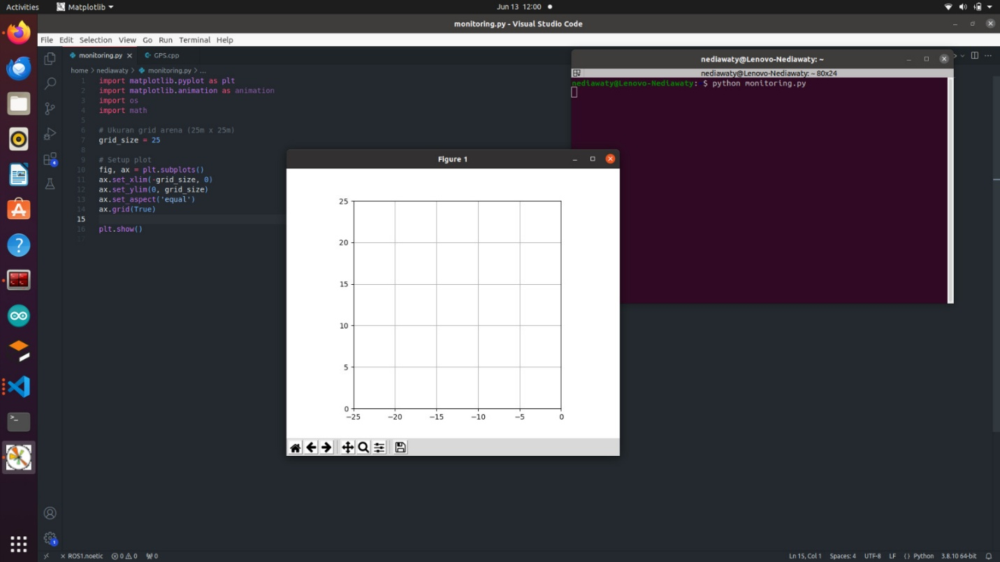 Activities
Matplotlib
Jun 13 12:00
monitoring.py - Visual Studio Code
File Edit Selection View Go Run Terminal Help
monitoring.py
GPS.cpp
home > nediawaty > monitoring.py > ...
1 import matplotlib.pyplot as plt
2 import matplotlib.animation as animation
3 import os
4 import math
5
6 # Ukuran grid arena (25m x 25m)
7 grid_size = 25
8
9 # Setup plot
10 fig, ax = plt.subplots()
11 ax.set_xlim(-grid_size, 0)
12 ax.set_ylim(0, grid_size)
13 ax.set_aspect('equal')
14 ax.grid(True)
15
16 plt.show()
17
nediawaty@Lenovo-Nediawaty: ~
nediawaty@Lenovo-Nediawaty: ~ 80x24
nediawaty@Lenovo-Nediawaty: $ python monitoring.py
Figure 1
25
20
15
10
5
0
−25 −20 −15 −10 −5 0
4
1
ROS1.noetic
0 0
0
Ln 15, Col 1 Spaces: 4 UTF-8 LF {} Python 3.8.10 64-bit